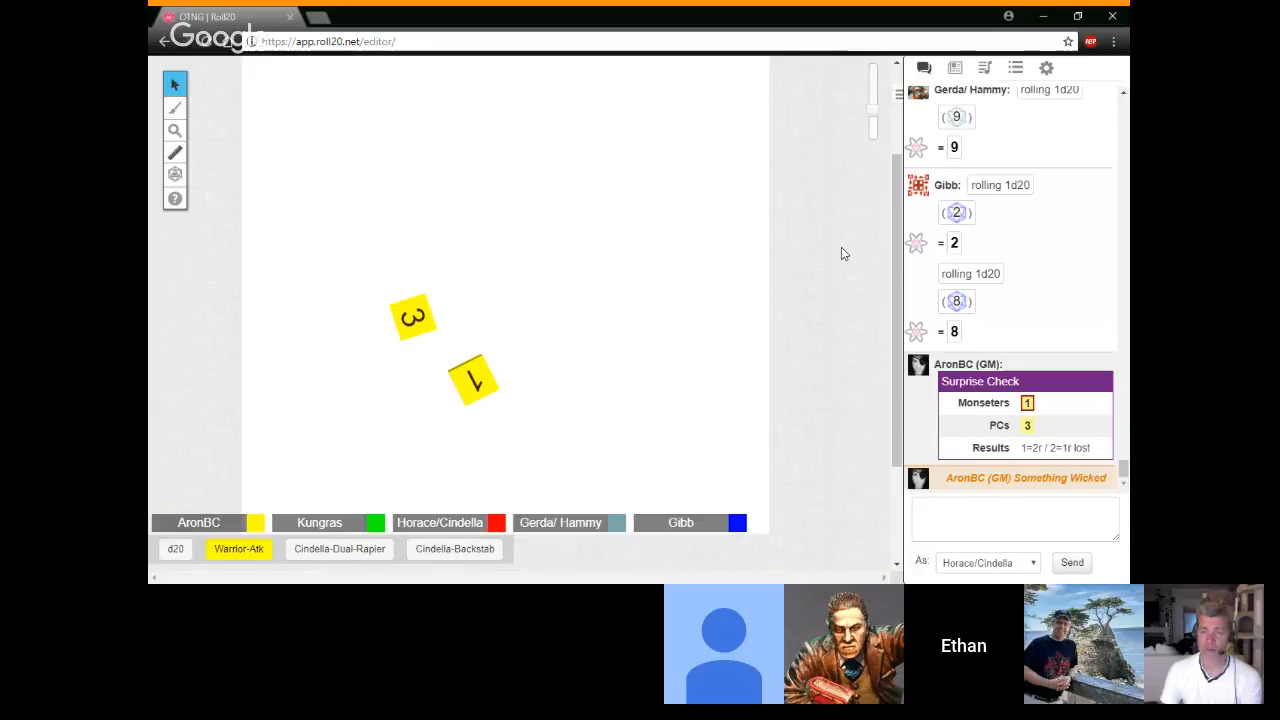 OTNG | Roll20
Google
https://app.roll20.net/editor/
ABP
Gerda/ Hammy: rolling 1d20
(9)
= 9
Gibb: rolling 1d20
(2)
= 2
rolling 1d20
(8)
= 8
AronBC (GM):
Surprise Check
Monseters 1
PCs 3
Results 1=2r / 2=1r lost
AronBC (GM) Something Wicked
3
1
AronBC Kungras Horace/Cindella Gerda/ Hammy Gibb
d20 Warrior-Atk Cindella-Dual-Rapier Cindella-Backstab
As: Horace/Cindella Send
Ethan